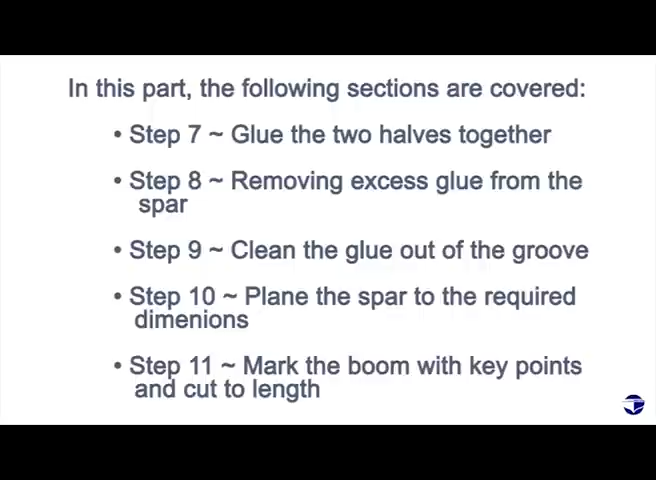 In this part, the following sections are covered:
• Step 7 ~ Glue the two halves together
• Step 8 ~ Removing excess glue from the
spar
• Step 9 ~ Clean the glue out of the groove
• Step 10 ~ Plane the spar to the required
dimenions
• Step 11 ~ Mark the boom with key points
and cut to length